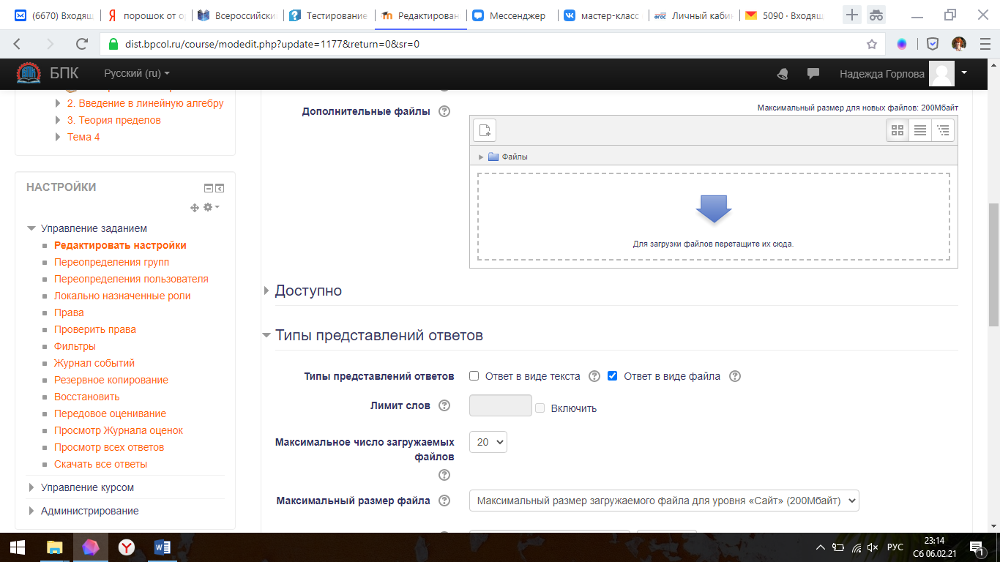 (6670) Входящ
порошок от о
Всероссийски
Тестирование
Редактирован
Мессенджер
мастер-класс
Личный кабин
5090 · Входящ
dist.bpcol.ru/course/modedit.php?update=1177&return=0&sr=0
БПК
Русский (ru)
Надежда Горлова
2. Введение в линейную алгебру
3. Теория пределов
Тема 4
НАСТРОЙКИ
Управление заданием
Редактировать настройки
Переопределения групп
Переопределения пользователя
Локально назначенные роли
Права
Проверить права
Фильтры
Журнал событий
Резервное копирование
Восстановить
Передовое оценивание
Просмотр Журнала оценок
Просмотр всех ответов
Скачать все ответы
Управление курсом
Администрирование
Дополнительные файлы
Максимальный размер для новых файлов: 200Мбайт
Файлы
Для загрузки файлов перетащите их сюда.
Доступно
Типы представлений ответов
Типы представлений ответов
Ответ в виде текста
Ответ в виде файла
Лимит слов
Включить
Максимальное число загружаемых
файлов
20
Максимальный размер файла
Максимальный размер загружаемого файла для уровня «Сайт» (200Мбайт)
РУС
23:14
Сб 06.02.21
1